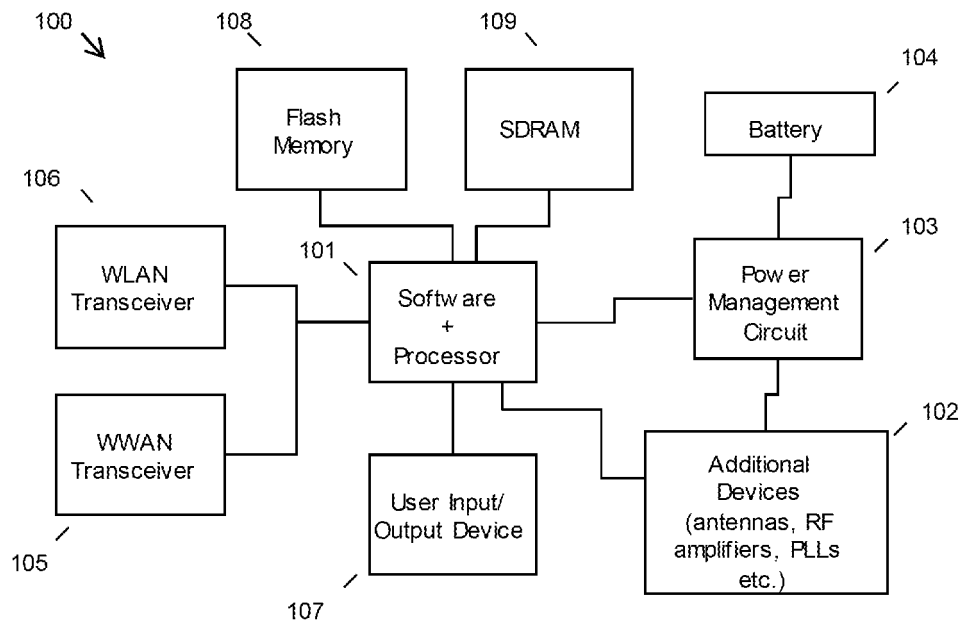 100
108
109
104
Flash
Memory
SDRAM
Battery
106
101
103
WLAN
Transceiver
Software
+
Processor
Power
Management
Circuit
WWAN
Transceiver
102
User Input/
Output Device
Additional
Devices
(antennas, RF
amplifiers, PLLs
etc.)
105
107